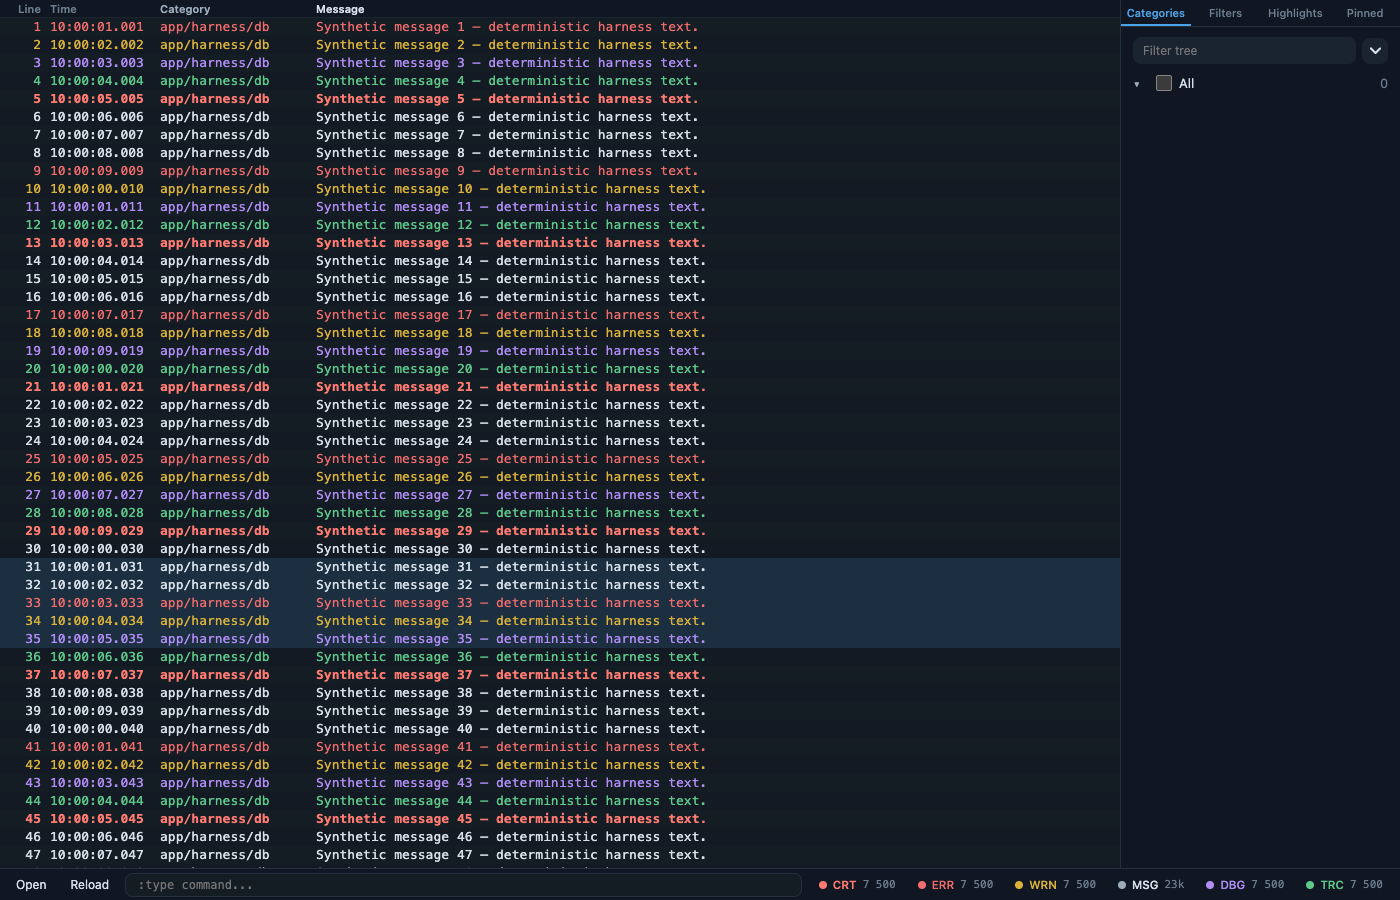 Line Time Category Message
1 10:00:01.001 app/harness/db Synthetic message 1 — deterministic harness text.
2 10:00:02.002 app/harness/db Synthetic message 2 — deterministic harness text.
3 10:00:03.003 app/harness/db Synthetic message 3 — deterministic harness text.
4 10:00:04.004 app/harness/db Synthetic message 4 — deterministic harness text.
5 10:00:05.005 app/harness/db Synthetic message 5 — deterministic harness text.
6 10:00:06.006 app/harness/db Synthetic message 6 — deterministic harness text.
7 10:00:07.007 app/harness/db Synthetic message 7 — deterministic harness text.
8 10:00:08.008 app/harness/db Synthetic message 8 — deterministic harness text.
9 10:00:09.009 app/harness/db Synthetic message 9 — deterministic harness text.
10 10:00:00.010 app/harness/db Synthetic message 10 — deterministic harness text.
11 10:00:01.011 app/harness/db Synthetic message 11 — deterministic harness text.
12 10:00:02.012 app/harness/db Synthetic message 12 — deterministic harness text.
13 10:00:03.013 app/harness/db Synthetic message 13 — deterministic harness text.
14 10:00:04.014 app/harness/db Synthetic message 14 — deterministic harness text.
15 10:00:05.015 app/harness/db Synthetic message 15 — deterministic harness text.
16 10:00:06.016 app/harness/db Synthetic message 16 — deterministic harness text.
17 10:00:07.017 app/harness/db Synthetic message 17 — deterministic harness text.
18 10:00:08.018 app/harness/db Synthetic message 18 — deterministic harness text.
19 10:00:09.019 app/harness/db Synthetic message 19 — deterministic harness text.
20 10:00:00.020 app/harness/db Synthetic message 20 — deterministic harness text.
21 10:00:01.021 app/harness/db Synthetic message 21 — deterministic harness text.
22 10:00:02.022 app/harness/db Synthetic message 22 — deterministic harness text.
23 10:00:03.023 app/harness/db Synthetic message 23 — deterministic harness text.
24 10:00:04.024 app/harness/db Synthetic message 24 — deterministic harness text.
25 10:00:05.025 app/harness/db Synthetic message 25 — deterministic harness text.
26 10:00:06.026 app/harness/db Synthetic message 26 — deterministic harness text.
27 10:00:07.027 app/harness/db Synthetic message 27 — deterministic harness text.
28 10:00:08.028 app/harness/db Synthetic message 28 — deterministic harness text.
29 10:00:09.029 app/harness/db Synthetic message 29 — deterministic harness text.
30 10:00:00.030 app/harness/db Synthetic message 30 — deterministic harness text.
31 10:00:01.031 app/harness/db Synthetic message 31 — deterministic harness text.
32 10:00:02.032 app/harness/db Synthetic message 32 — deterministic harness text.
33 10:00:03.033 app/harness/db Synthetic message 33 — deterministic harness text.
34 10:00:04.034 app/harness/db Synthetic message 34 — deterministic harness text.
35 10:00:05.035 app/harness/db Synthetic message 35 — deterministic harness text.
36 10:00:06.036 app/harness/db Synthetic message 36 — deterministic harness text.
37 10:00:07.037 app/harness/db Synthetic message 37 — deterministic harness text.
38 10:00:08.038 app/harness/db Synthetic message 38 — deterministic harness text.
39 10:00:09.039 app/harness/db Synthetic message 39 — deterministic harness text.
40 10:00:00.040 app/harness/db Synthetic message 40 — deterministic harness text.
41 10:00:01.041 app/harness/db Synthetic message 41 — deterministic harness text.
42 10:00:02.042 app/harness/db Synthetic message 42 — deterministic harness text.
43 10:00:03.043 app/harness/db Synthetic message 43 — deterministic harness text.
44 10:00:04.044 app/harness/db Synthetic message 44 — deterministic harness text.
45 10:00:05.045 app/harness/db Synthetic message 45 — deterministic harness text.
46 10:00:06.046 app/harness/db Synthetic message 46 — deterministic harness text.
47 10:00:07.047 app/harness/db Synthetic message 47 — deterministic harness text.
Categories Filters Highlights Pinned
Filter tree
All 0
Open Reload :type command... CRT 7 500 ERR 7 500 WRN 7 500 MSG 23k DBG 7 500 TRC 7 500